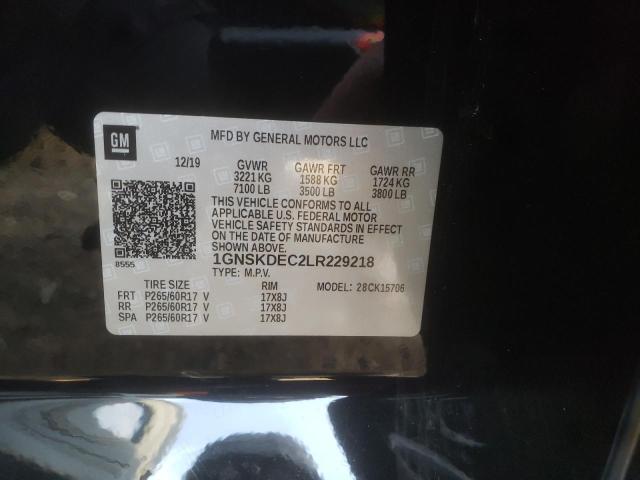 GM
MFD BY GENERAL MOTORS LLC
12/19 GVWR GAWR FRT GAWR RR
3221 KG 1588 KG 1724 KG
7100 LB 3500 LB 3800 LB
THIS VEHICLE CONFORMS TO ALL
APPLICABLE U.S. FEDERAL MOTOR
VEHICLE SAFETY STANDARDS IN EFFECT
ON THE DATE OF MANUFACTURE
SHOWN ABOVE.
8555
1GNSKDEC2LR229218
TYPE: M.P.V. MODEL: 28CK15706
TIRE SIZE RIM
FRT P265/60R17 V 17X8J
RR P265/60R17 V 17X8J
SPA P265/60R17 V 17X8J